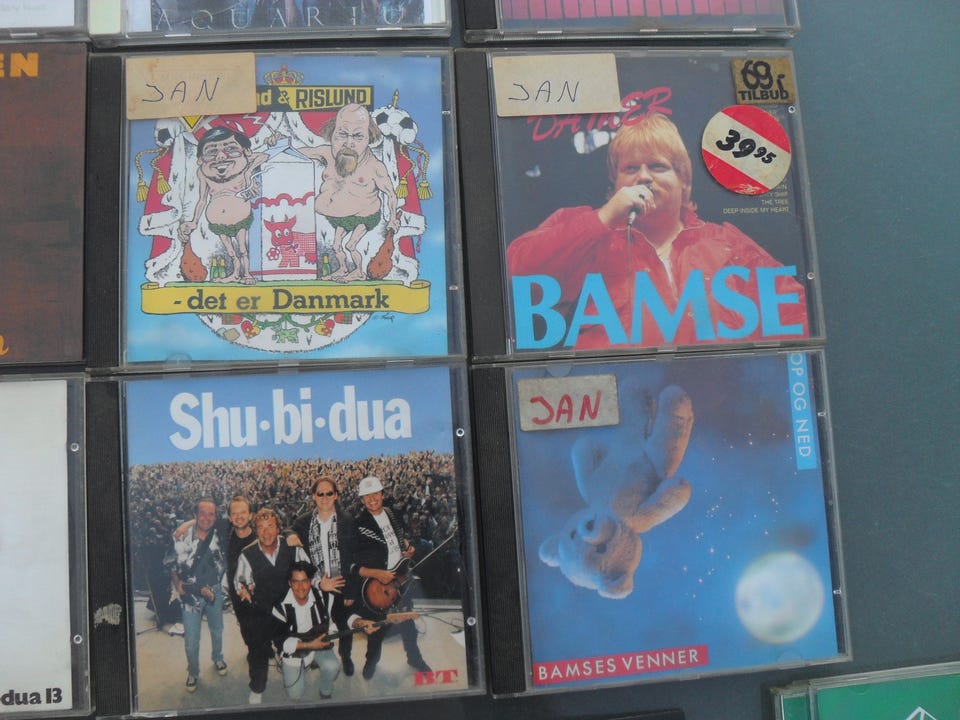 AQUARIU
EN
JAN
d & RISLUND
- det er Danmark
JAN
69
TILBUD
39.95
THE TREE
DEEP INSIDE MY HEART
BAMSE
Shu·bi·dua
BT
JAN
OP OG NED
BAMSES VENNER
dua 13